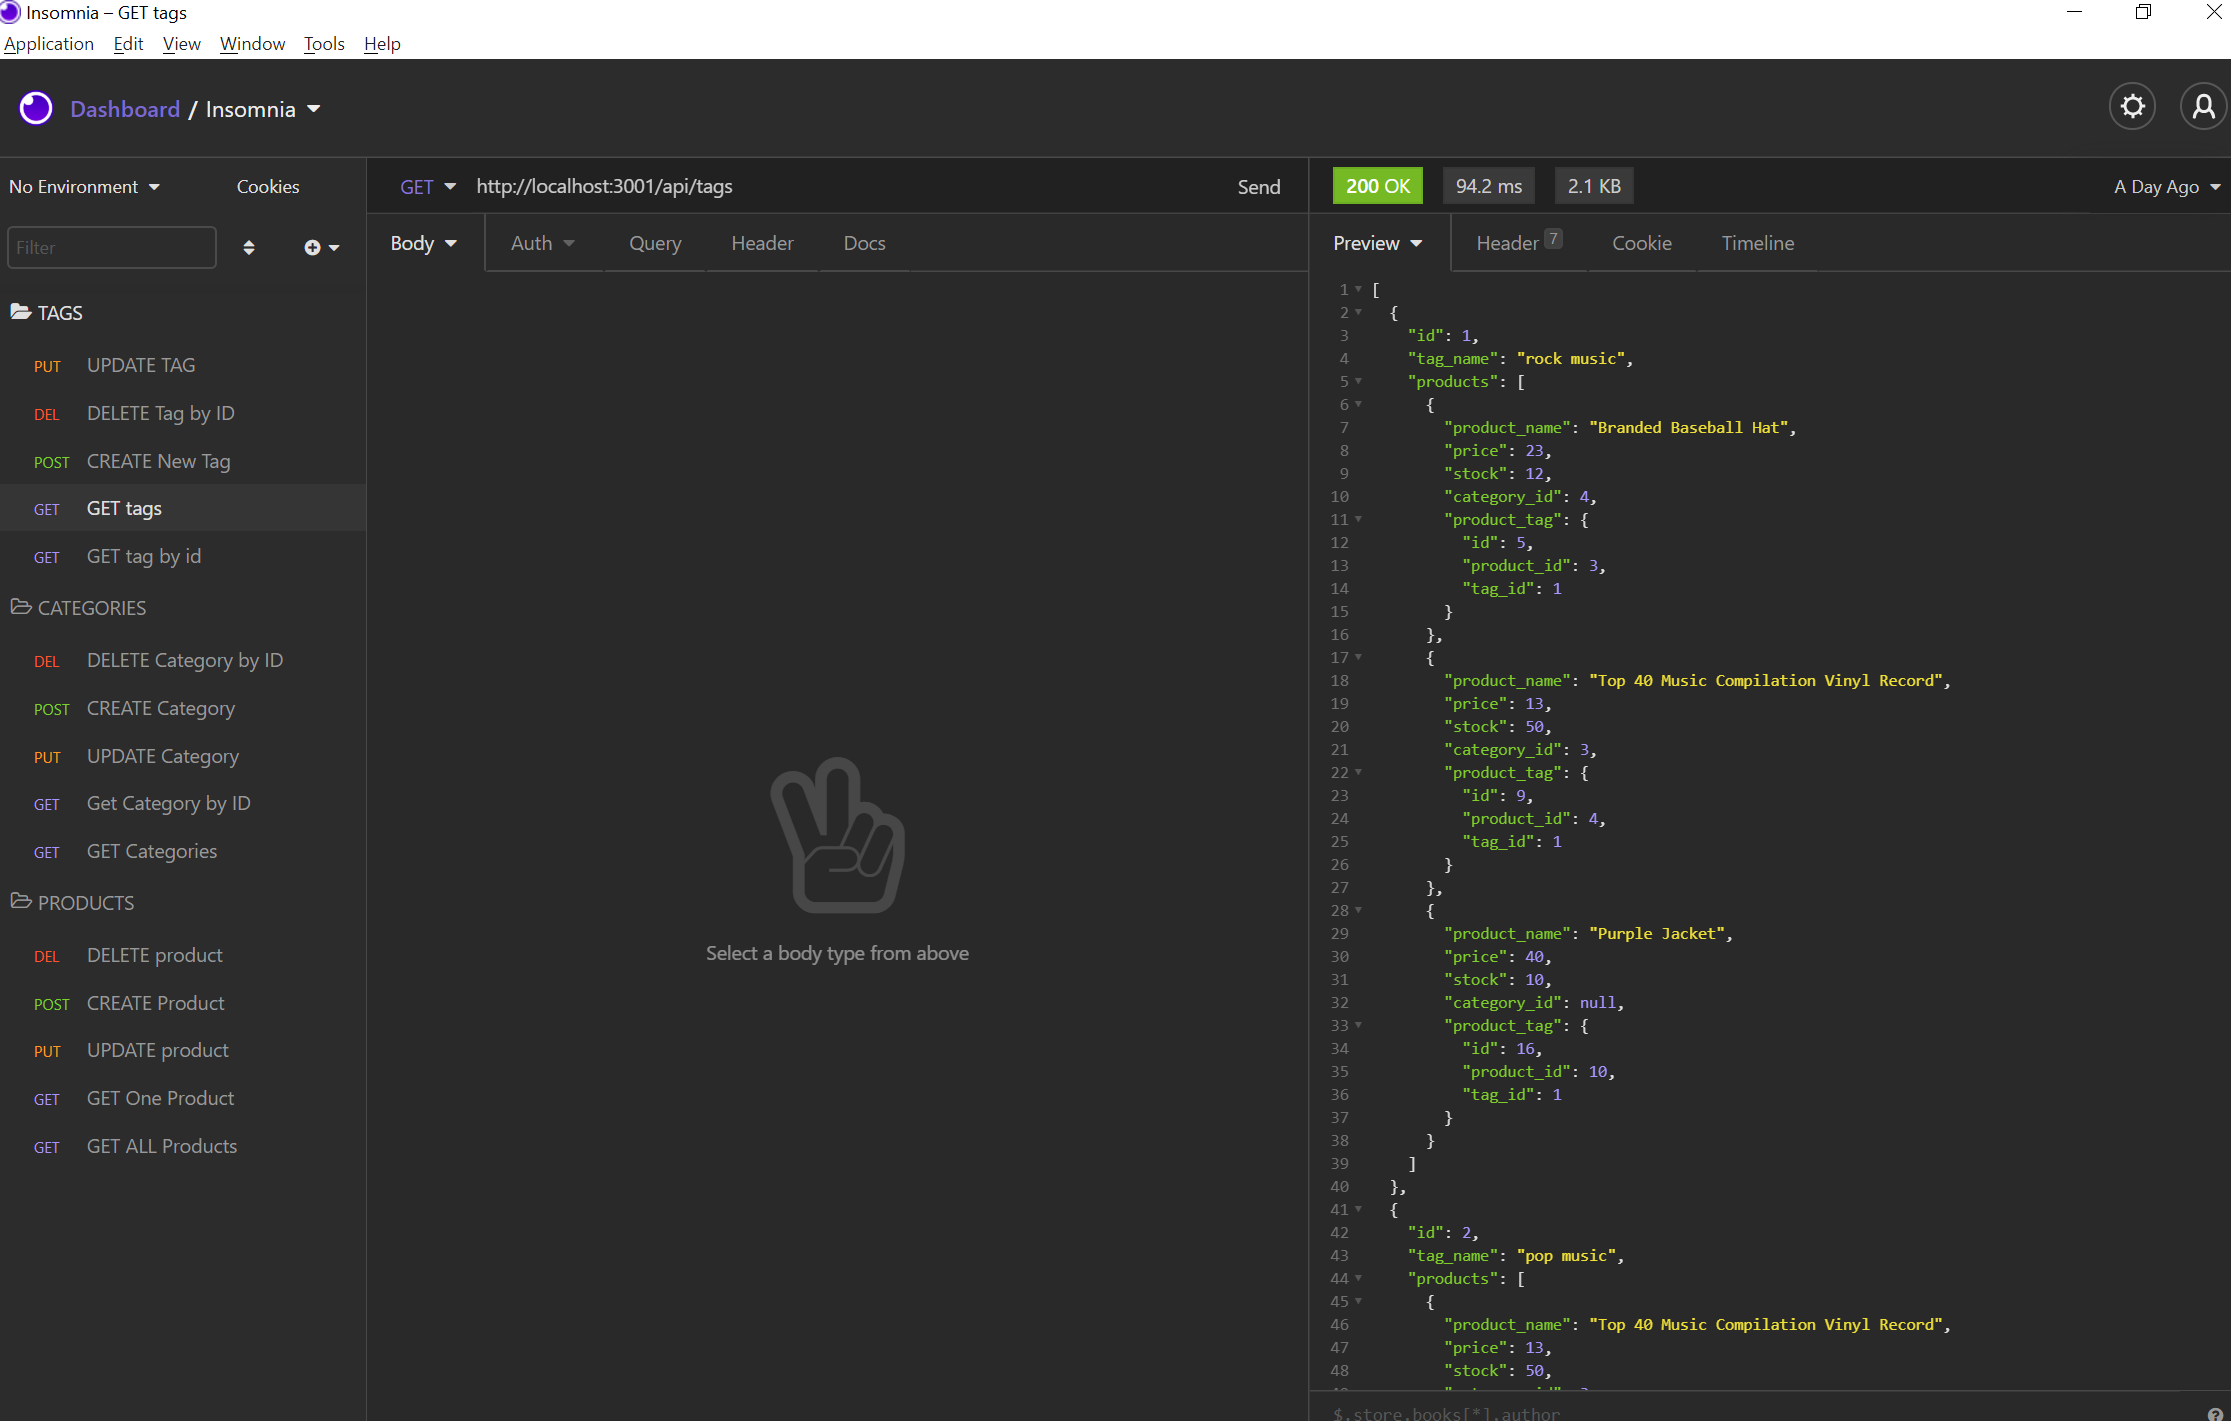 Insomnia – GET tags
Application Edit View Window Tools Help
Dashboard / Insomnia
No Environment Cookies
Filter
TAGS
PUT UPDATE TAG
DEL DELETE Tag by ID
POST CREATE New Tag
GET GET tags
GET GET tag by id
CATEGORIES
DEL DELETE Category by ID
POST CREATE Category
PUT UPDATE Category
GET Get Category by ID
GET GET Categories
PRODUCTS
DEL DELETE product
POST CREATE Product
PUT UPDATE product
GET GET One Product
GET GET ALL Products
GET http://localhost:3001/api/tags Send
Body Auth Query Header Docs
Select a body type from above
200 OK 94.2 ms 2.1 KB A Day Ago
Preview Header 7 Cookie Timeline
1 [
2 {
3 "id": 1,
4 "tag_name": "rock music",
5 "products": [
6 {
7 "product_name": "Branded Baseball Hat",
8 "price": 23,
9 "stock": 12,
10 "category_id": 4,
11 "product_tag": {
12 "id": 5,
13 "product_id": 3,
14 "tag_id": 1
15 }
16 },
17 {
18 "product_name": "Top 40 Music Compilation Vinyl Record",
19 "price": 13,
20 "stock": 50,
21 "category_id": 3,
22 "product_tag": {
23 "id": 9,
24 "product_id": 4,
25 "tag_id": 1
26 }
27 },
28 {
29 "product_name": "Purple Jacket",
30 "price": 40,
31 "stock": 10,
32 "category_id": null,
33 "product_tag": {
34 "id": 16,
35 "product_id": 10,
36 "tag_id": 1
37 }
38 }
39 ]
40 },
41 {
42 "id": 2,
43 "tag_name": "pop music",
44 "products": [
45 {
46 "product_name": "Top 40 Music Compilation Vinyl Record",
47 "price": 13,
48 "stock": 50,
$.store.books[*].author